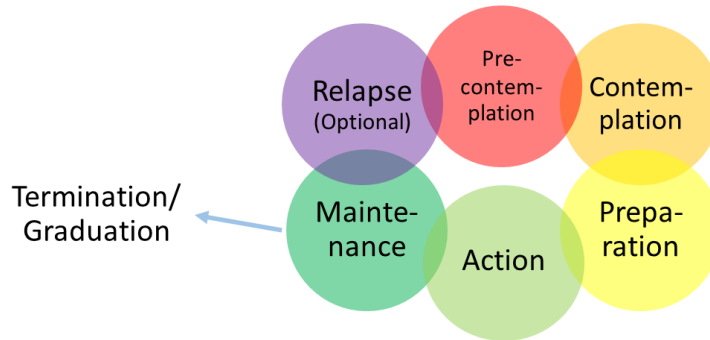 Relapse
(Optional)
Pre-
contem-
plation
Contem-
plation
Termination/
Graduation
Mainte-
nance
Action
Prepa-
ration